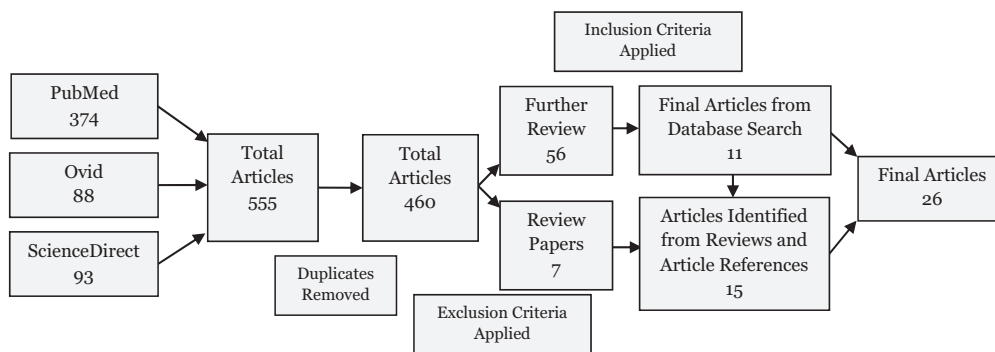 Inclusion Criteria
Applied
PubMed
374
Ovid
88
ScienceDirect
93
Total
Articles
555
Duplicates
Removed
Total
Articles
460
Exclusion Criteria
Applied
Further
Review
56
Review
Papers
7
Final Articles from
Database Search
11
Articles Identified
from Reviews and
Article References
15
Final Articles
26